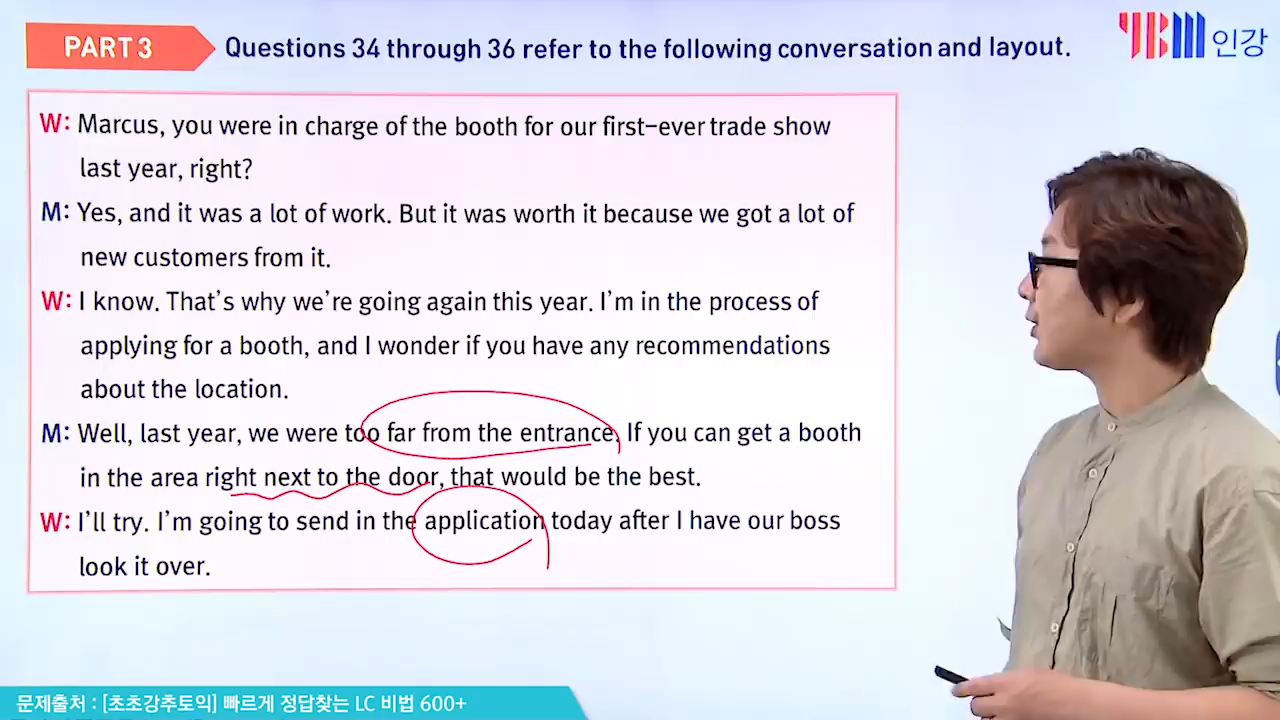 PART 3
Questions 34 through 36 refer to the following conversation and layout.
YBM 인강
W: Marcus, you were in charge of the booth for our first-ever trade show
last year, right?
M: Yes, and it was a lot of work. But it was worth it because we got a lot of
new customers from it.
W: I know. That's why we're going again this year. I'm in the process of
applying for a booth, and I wonder if you have any recommendations
about the location.
M: Well, last year, we were too far from the entrance. If you can get a booth
in the area right next to the door, that would be the best.
W: I'll try. I'm going to send in the application today after I have our boss
look it over.
문제출처 : [초초강추토익] 빠르게 정답찾는 LC 비법 600+